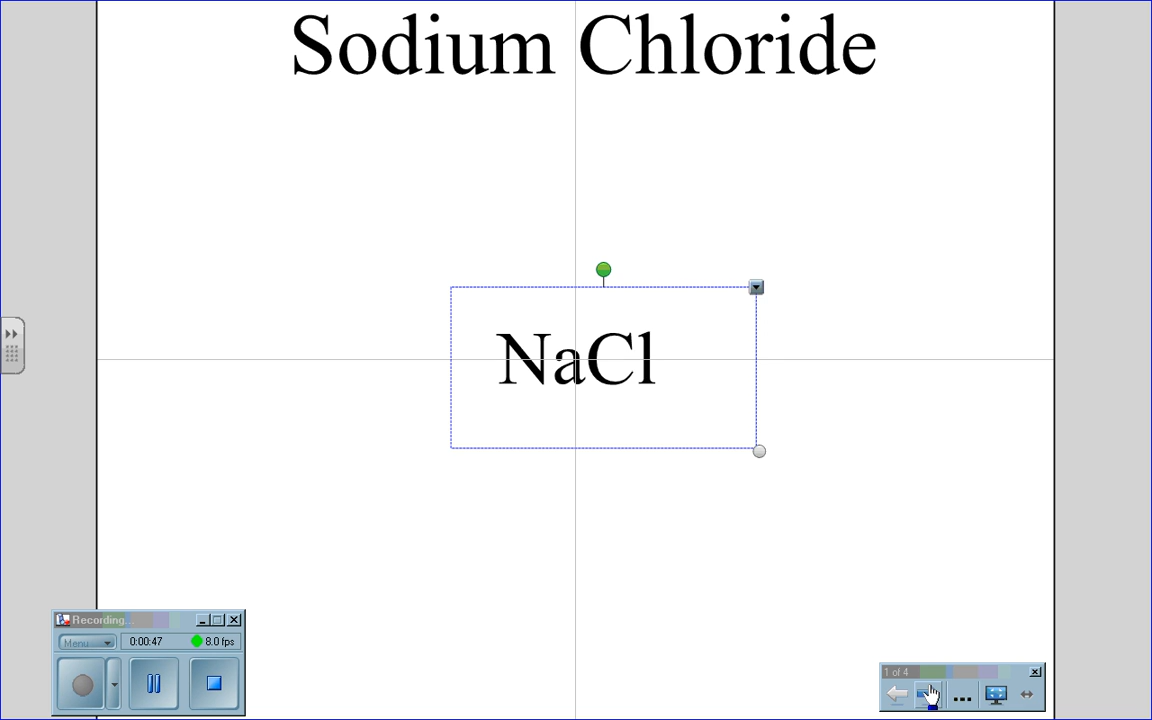 Sodium Chloride
NaCl
Recording...
Menu
0:00:47
8.0 fps
1 of 4